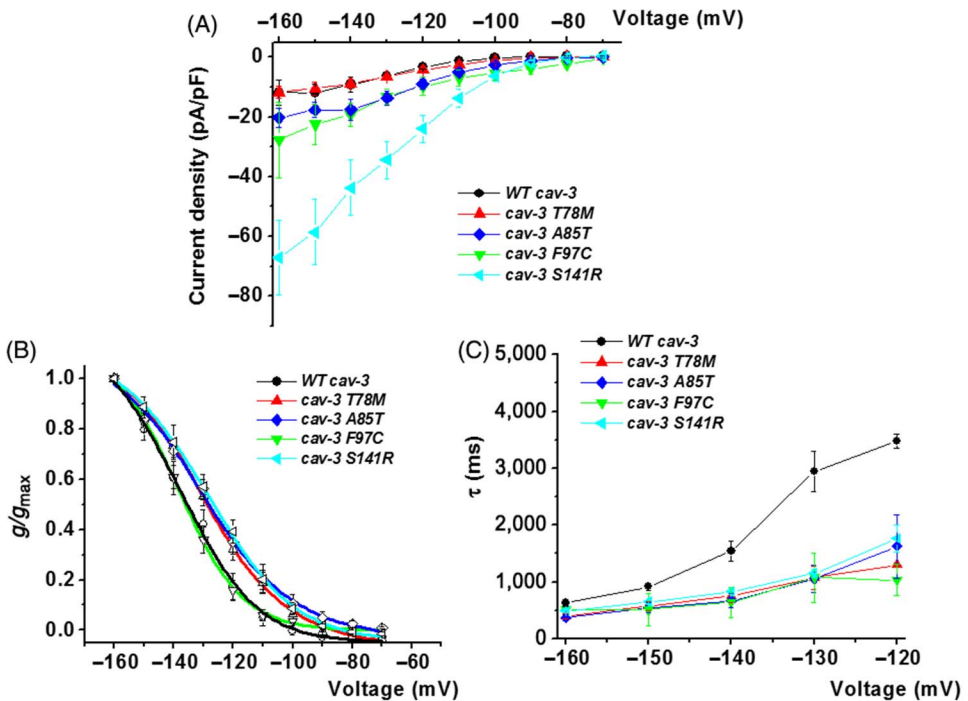 (A)
−160 −140 −120 −100 −80 Voltage (mV)
0
−20
−40
−60
−80
Current density (pA/pF)
WT cav-3
cav-3 T78M
cav-3 A85T
cav-3 F97C
cav-3 S141R
(B)
1.0
0.8
0.6
0.4
0.2
0.0
g/gmax
WT cav-3
cav-3 T78M
cav-3 A85T
cav-3 F97C
cav-3 S141R
−160 −140 −120 −100 −80 −60
Voltage (mV)
(C)
5,000
4,000
3,000
2,000
1,000
0
τ (ms)
WT cav-3
cav-3 T78M
cav-3 A85T
cav-3 F97C
cav-3 S141R
−160 −150 −140 −130 −120
Voltage (mV)